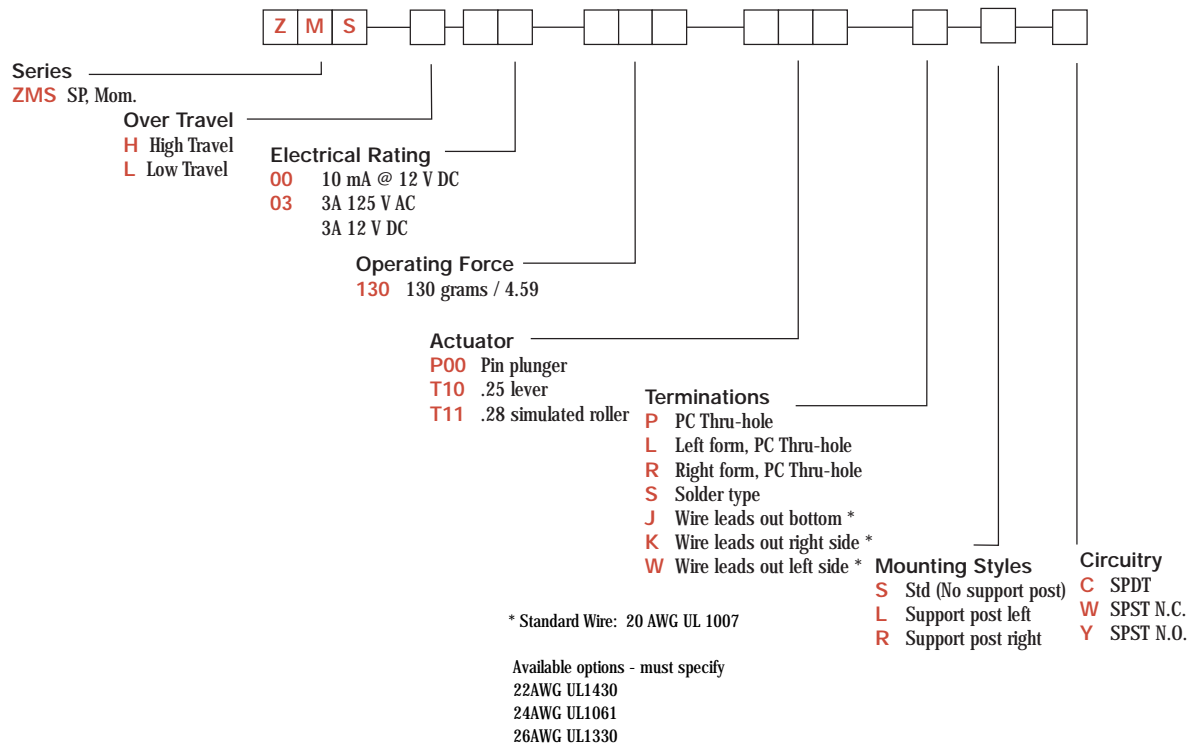 Z M S
Series
ZMS SP, Mom.
Over Travel
H High Travel
L Low Travel
Electrical Rating
00 10 mA @ 12 V DC
03 3A 125 V AC
3A 12 V DC
Operating Force
130 130 grams / 4.59
Actuator
P00 Pin plunger
T10 .25 lever
T11 .28 simulated roller
Terminations
P PC Thru-hole
L Left form, PC Thru-hole
R Right form, PC Thru-hole
S Solder type
J Wire leads out bottom *
K Wire leads out right side *
W Wire leads out left side *
Mounting Styles
S Std (No support post)
L Support post left
R Support post right
Circuitry
C SPDT
W SPST N.C.
Y SPST N.O.
* Standard Wire: 20 AWG UL 1007
Available options - must specify
22AWG UL1430
24AWG UL1061
26AWG UL1330